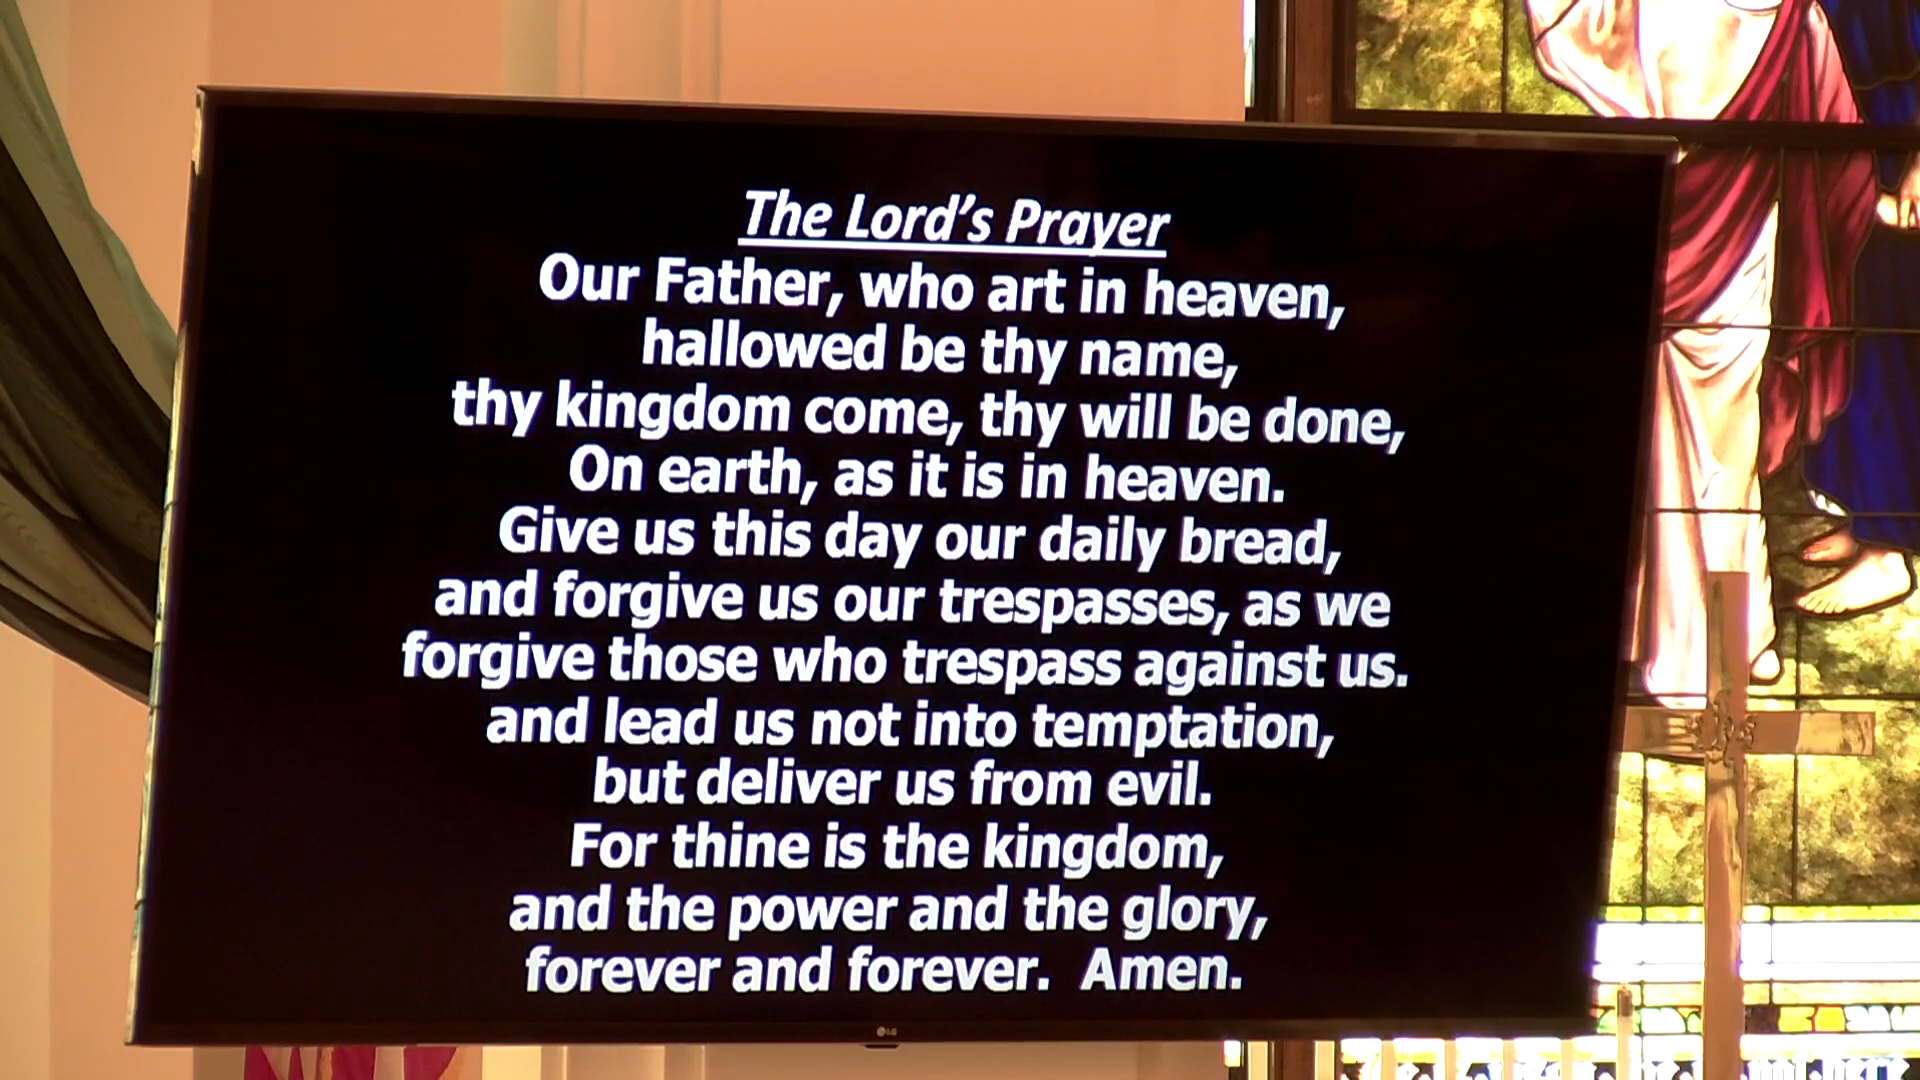 The Lord's Prayer
Our Father, who art in heaven,
hallowed be thy name,
thy kingdom come, thy will be done,
On earth, as it is in heaven.
Give us this day our daily bread,
and forgive us our trespasses, as we
forgive those who trespass against us.
and lead us not into temptation,
but deliver us from evil.
For thine is the kingdom,
and the power and the glory,
forever and forever.  Amen.
LG